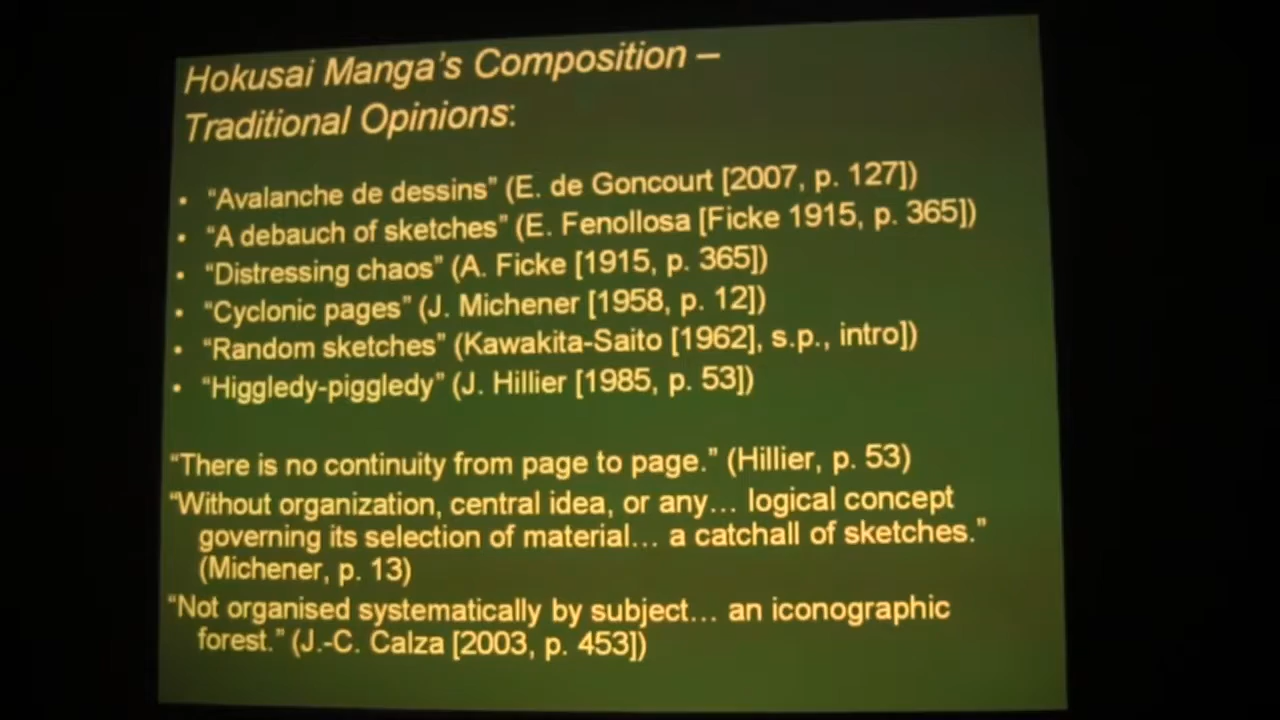 Hokusai Manga's Composition –
Traditional Opinions:
• "Avalanche de dessins" (E. de Goncourt [2007, p. 127])
• "A debauch of sketches" (E. Fenollosa [Ficke 1915, p. 365])
• "Distressing chaos" (A. Ficke [1915, p. 365])
• "Cyclonic pages" (J. Michener [1958, p. 12])
• "Random sketches" (Kawakita-Saito [1962], s.p., intro])
• "Higgledy-piggledy" (J. Hillier [1985, p. 53])
"There is no continuity from page to page." (Hillier, p. 53)
"Without organization, central idea, or any… logical concept
governing its selection of material… a catchall of sketches."
(Michener, p. 13)
"Not organised systematically by subject… an iconographic
forest." (J.-C. Calza [2003, p. 453])